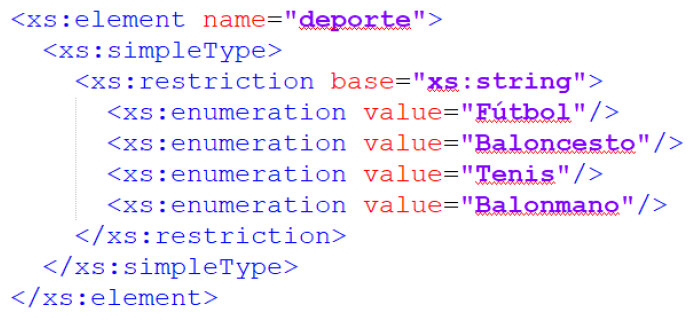 <xs:element name="deporte">
<xs:simpleType>
<xs:restriction base="xs:string">
<xs:enumeration value="Fútbol"/>
<xs:enumeration value="Baloncesto"/>
<xs:enumeration value="Tenis"/>
<xs:enumeration value="Balonmano"/>
</xs:restriction>
</xs:simpleType>
</xs:element>